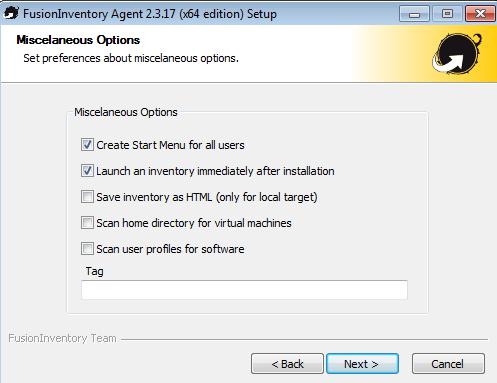 FusionInventory Agent 2.3.17 (x64 edition) Setup
Miscelaneous Options
Set preferences about miscelaneous options.
Miscelaneous Options
Create Start Menu for all users
Launch an inventory immediately after installation
Save inventory as HTML (only for local target)
Scan home directory for virtual machines
Scan user profiles for software
Tag
FusionInventory Team
< Back Next > Cancel